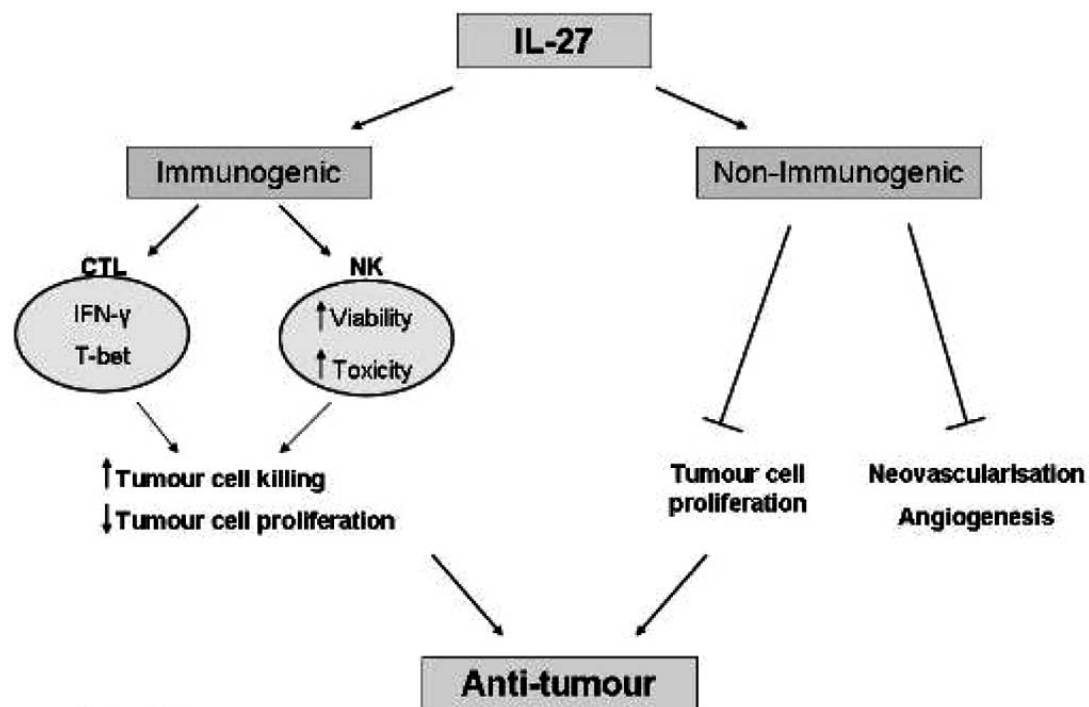 IL-27
Immunogenic
Non-Immunogenic
CTL
IFN-γ
T-bet
NK
↑Viability
↑Toxicity
↑Tumour cell killing
↓Tumour cell proliferation
Tumour cell
proliferation
Neovascularisation
Angiogenesis
Anti-tumour